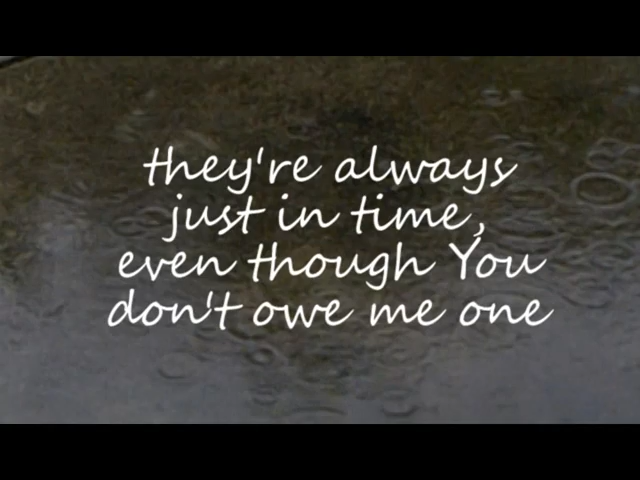 they're always
just in time,
even though You
don't owe me one